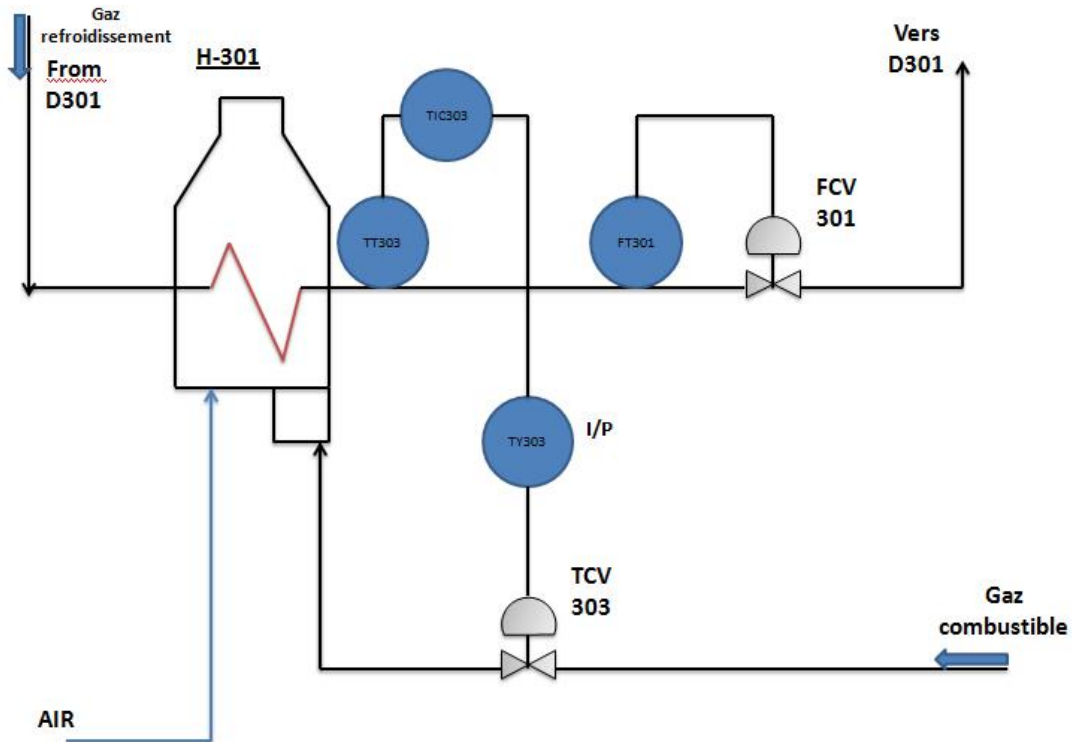 Gaz
refroidissement
From
D301
H-301
Vers
D301
TIC303
TT303
FT301
FCV
301
TY303
I/P
TCV
303
Gaz
combustible
AIR